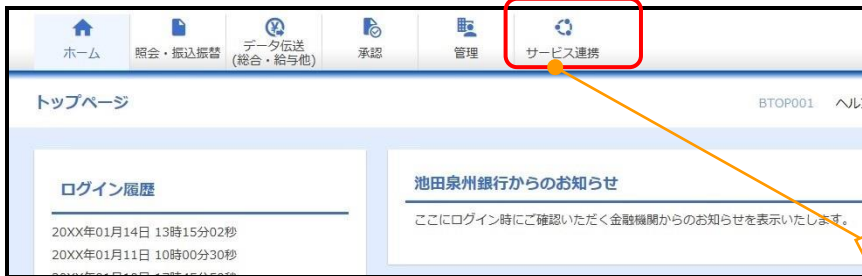 ホーム
照会・振込振替
データ伝送
(総合・給与他)
承認
管理
サービス連携
トップページ
BTOP001
ヘル
ログイン履歴
20XX年01月14日 13時15分02秒
20XX年01月11日 10時00分30秒
池田泉州銀行からのお知らせ
ここにログイン時にご確認いただく金融機関からのお知らせを表示いたします。